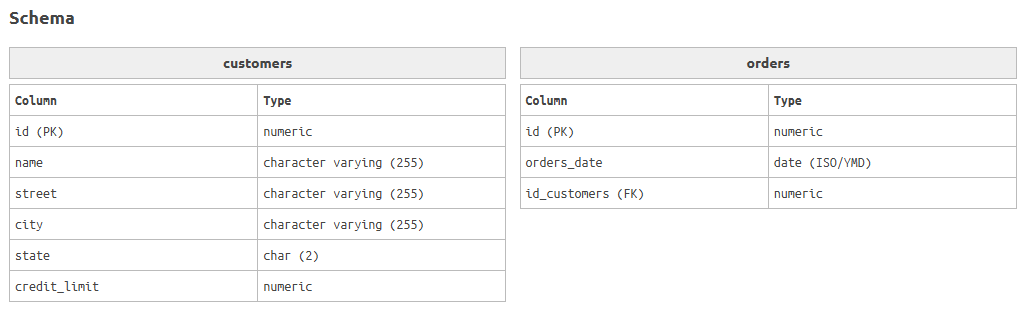 Schema
customers
Column Type
id (PK) numeric
name character varying (255)
street character varying (255)
city character varying (255)
state char (2)
credit_limit numeric
orders
Column Type
id (PK) numeric
orders_date date (ISO/YMD)
id_customers (FK) numeric